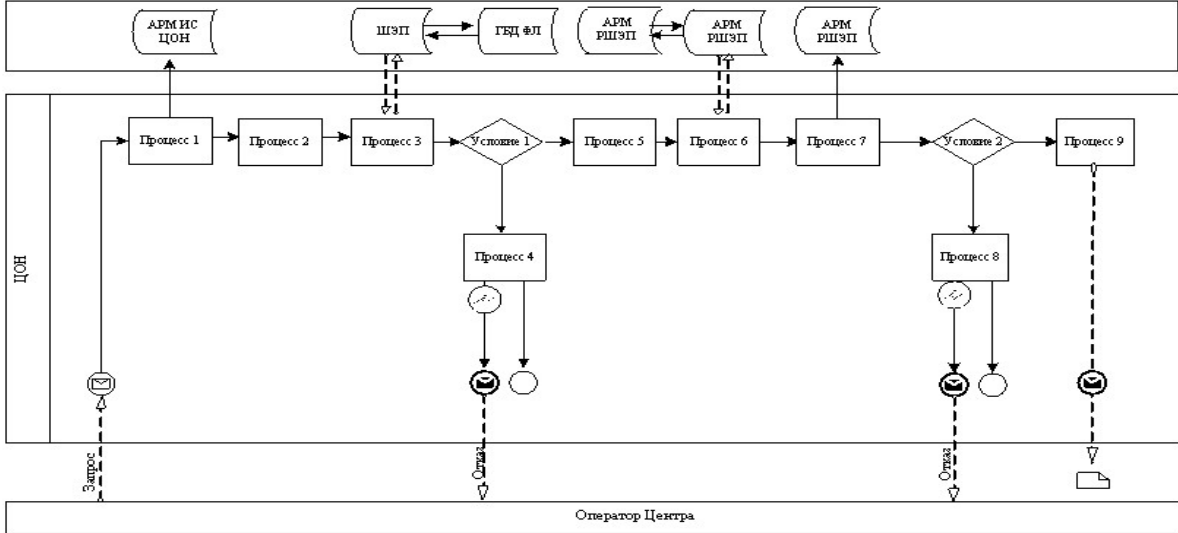 АРМ ИС
ЦОН
ШЭП
ГБД ФЛ
АРМ
РШЭП
АРМ
РШЭП
АРМ
РШЭП
Процесс 1
Процесс 2
Процесс 3
Условие 1
Процесс 5
Процесс 6
Процесс 7
Условие 2
Процесс 9
Процесс 4
Процесс 8
ЦОН
Запрос
Отказ
Отказ
Оператор Центра